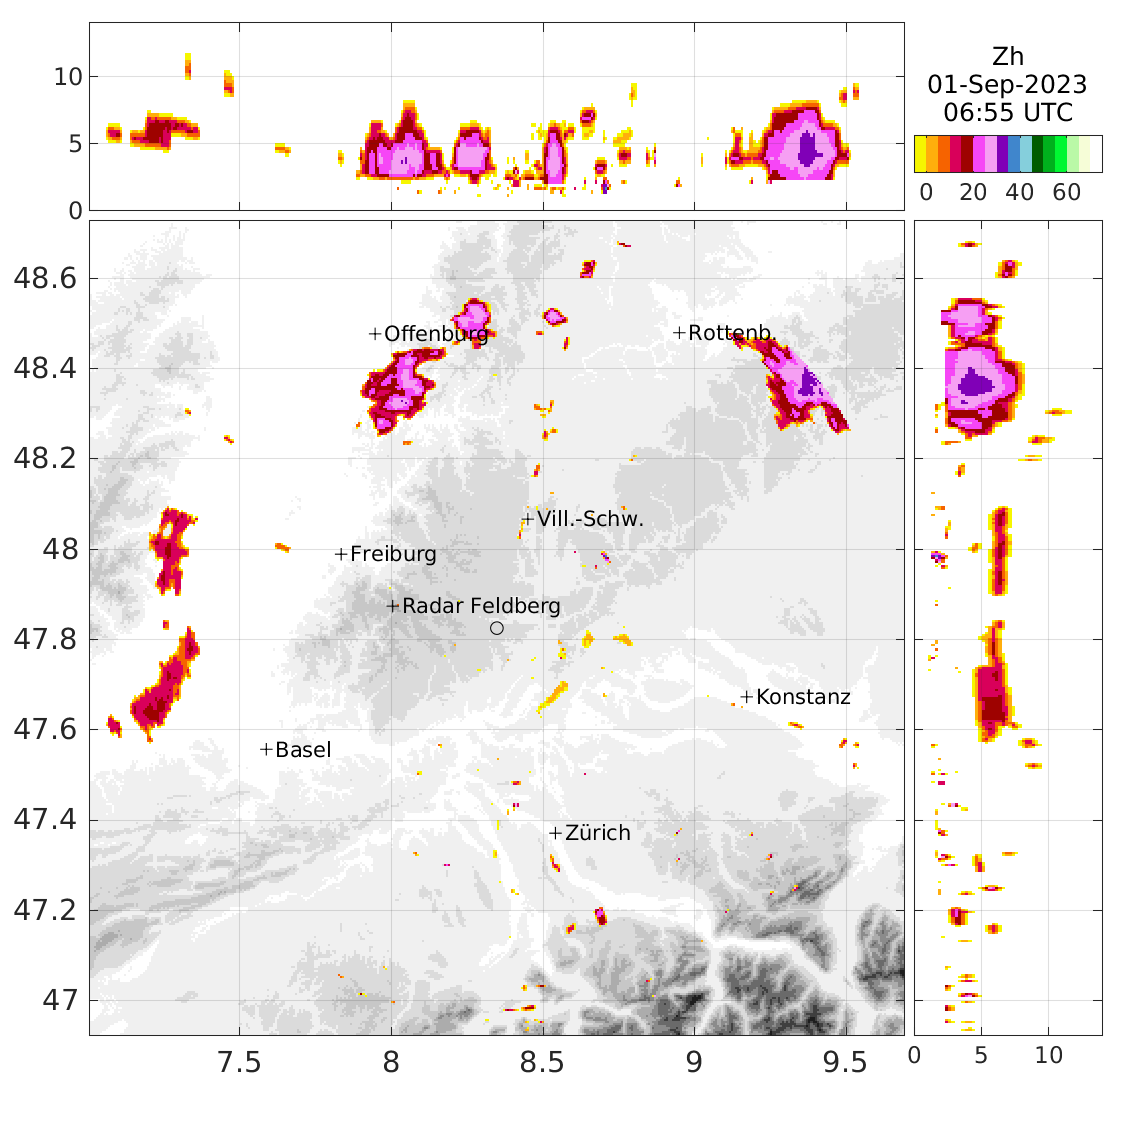 10
5
0
Zh
01-Sep-2023
06:55 UTC
0 20 40 60
48.6
48.4
48.2
48
47.8
47.6
47.4
47.2
47
+Offenburg
+Rottenb.
+Vill.-Schw.
+Freiburg
+Radar Feldberg
+Konstanz
+Basel
+Zürich
7.5 8 8.5 9 9.5
0 5 10